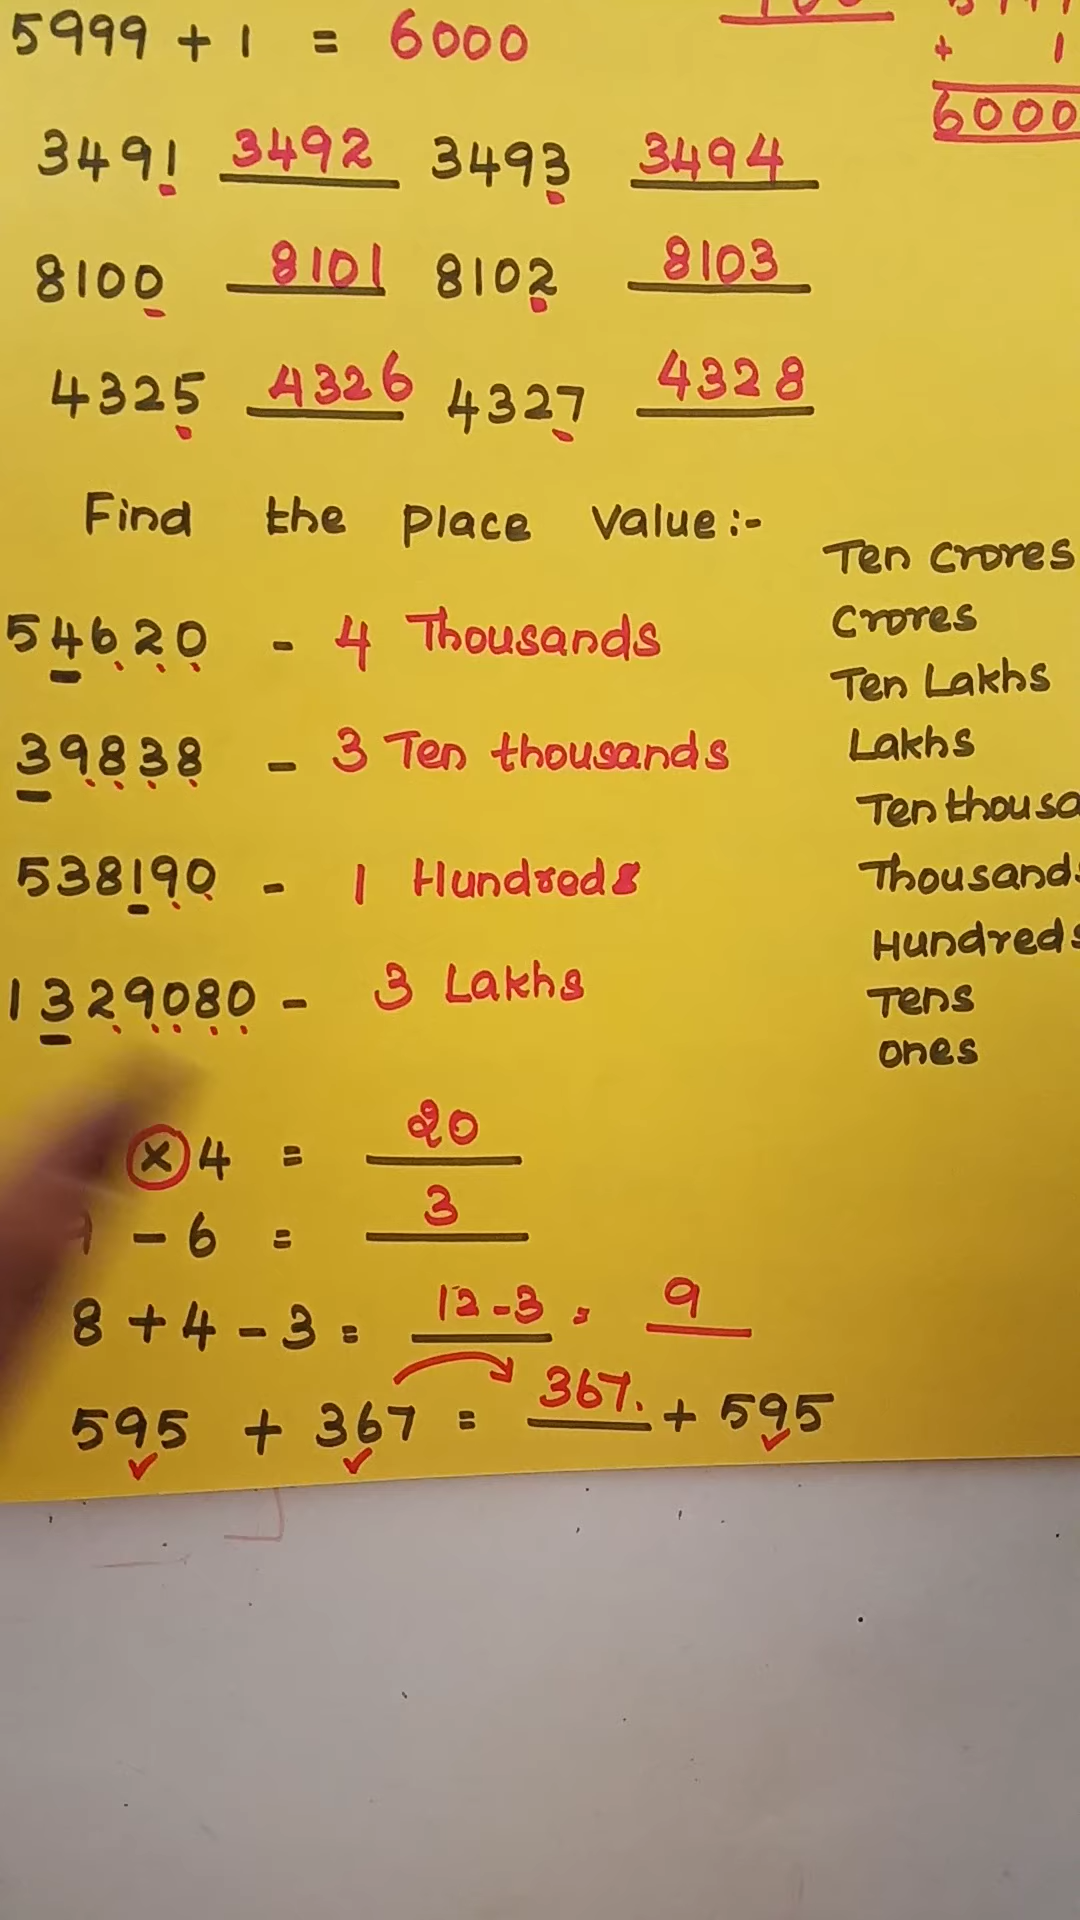 5999 + 1 = 6000
+ 1
6000
3491 3492 3493 3494
8100 8101 8102 8103
4325 4326 4327 4328
Find the Place Value:-
54620 - 4 Thousands
39838 - 3 Ten thousands
538190 - 1 Hundreds
1329080 - 3 Lakhs
Ten Crores
Crores
Ten Lakhs
Lakhs
Ten
Thousands
Hundreds
Tens
ones
× 4 = 20
- 6 = 3
8 + 4 - 3 = 12 - 3 = 9
595 + 367 = 367. + 595